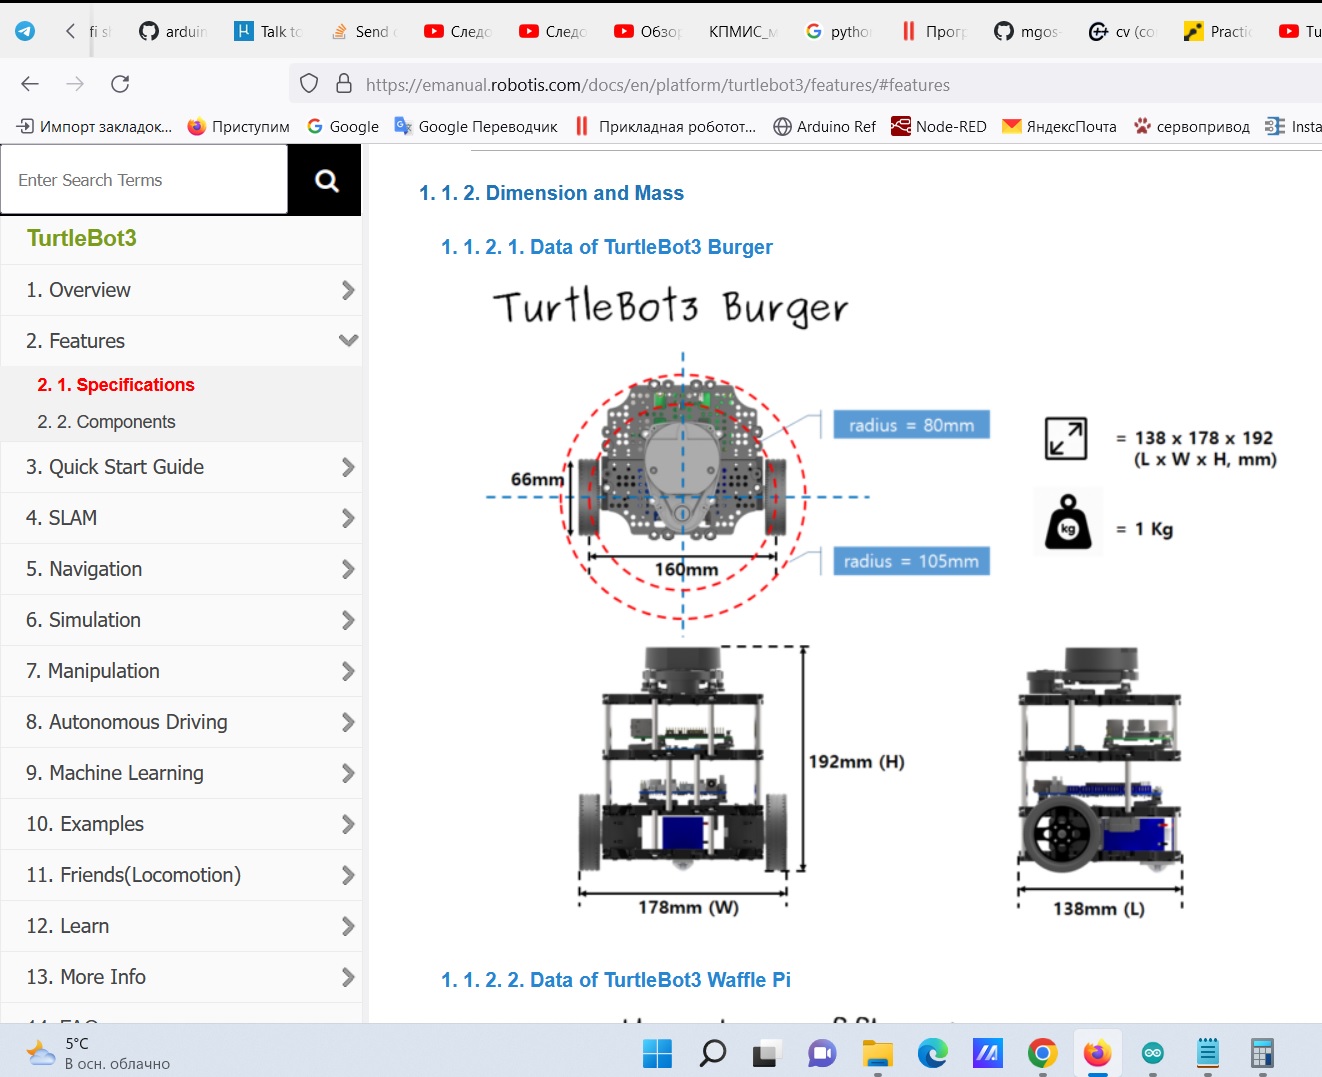 fi sl
arduin
Talk to
Send
Следо
Следо
Обзор
КПМИС_м
pytho
Прогр
mgos-
cv (co
Practic
Tu
https://emanual.robotis.com/docs/en/platform/turtlebot3/features/#features
Импорт закладок...
Приступим
Google
Google Переводчик
Прикладная роботот...
Arduino Ref
Node-RED
ЯндексПочта
сервопривод
Insta
Enter Search Terms
TurtleBot3
1. Overview
2. Features
2. 1. Specifications
2. 2. Components
3. Quick Start Guide
4. SLAM
5. Navigation
6. Simulation
7. Manipulation
8. Autonomous Driving
9. Machine Learning
10. Examples
11. Friends(Locomotion)
12. Learn
13. More Info
1. 1. 2. Dimension and Mass
1. 1. 2. 1. Data of TurtleBot3 Burger
TurtleBot3 Burger
radius = 80mm
66mm
160mm
radius = 105mm
= 138 x 178 x 192
(L x W x H, mm)
kg
= 1 Kg
192mm (H)
178mm (W)
138mm (L)
1. 1. 2. 2. Data of TurtleBot3 Waffle Pi
5°C
В осн. облачно